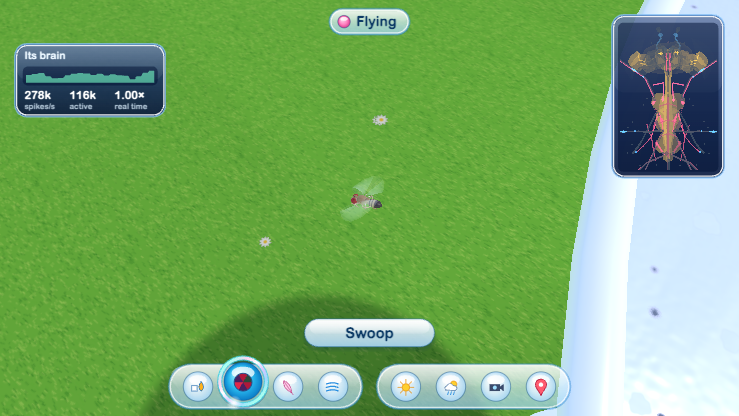 Flying
Its brain
278k 116k 1.00×
spikes/s active real time
Swoop